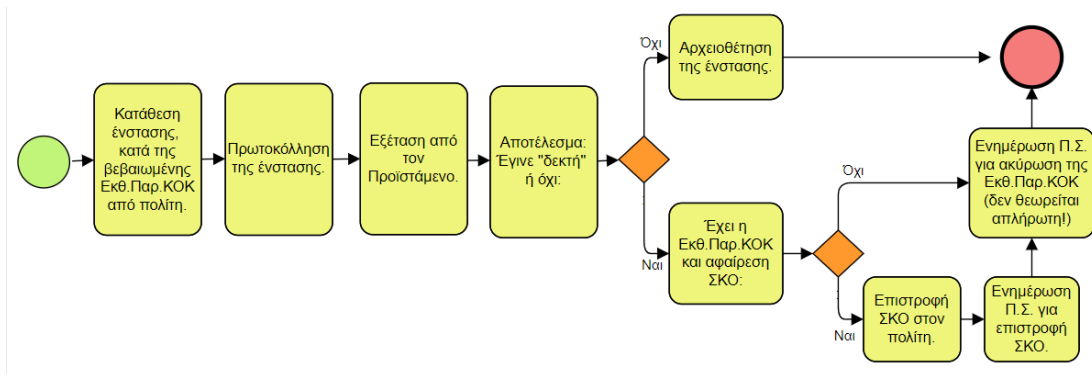 Κατάθεση
ένστασης,
κατά της
βεβαιωμένης
Εκθ.Παρ.ΚΟΚ
από πολίτη.
Πρωτοκόλληση
της ένστασης.
Εξέταση από
τον
Προϊστάμενο.
Αποτέλεσμα:
Έγινε "δεκτή"
ή όχι:
Όχι
Αρχειοθέτηση
της ένστασης.
Ναι
Έχει η
Εκθ.Παρ.ΚΟΚ
και αφαίρεση
ΣΚΟ:
Όχι
Ενημέρωση Π.Σ.
για ακύρωση της
Εκθ.Παρ.ΚΟΚ
(δεν θεωρείται
απλήρωτη!)
Ναι
Επιστροφή
ΣΚΟ στον
πολίτη.
Ενημέρωση
Π.Σ. για
επιστροφή
ΣΚΟ.